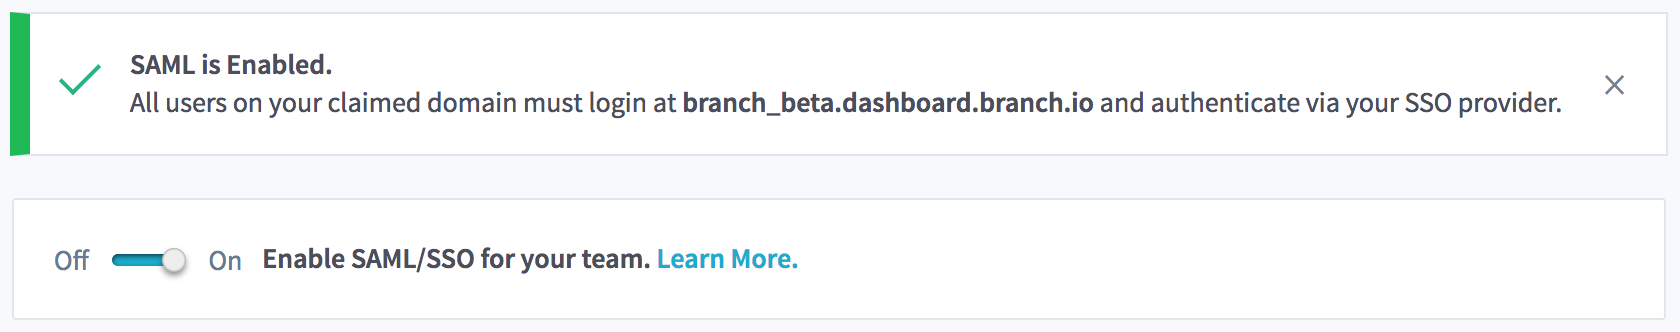 SAML is Enabled.
All users on your claimed domain must login at branch_beta.dashboard.branch.io and authenticate via your SSO provider.
Off On Enable SAML/SSO for your team. Learn More.